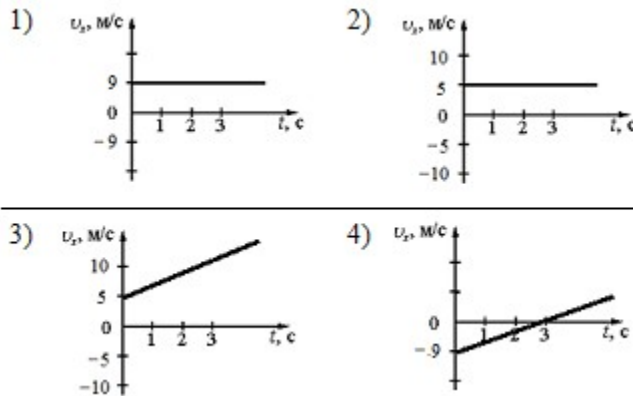 1) υₓ, м/с
9
0
−9
1 2 3
t, с
2) υₓ, м/с
10
5
0
−5
−10
1 2 3
t, с
3) υₓ, м/с
10
5
0
−5
−10
1 2 3
t, с
4) υₓ, м/с
0
−9
1 2 3
t, с